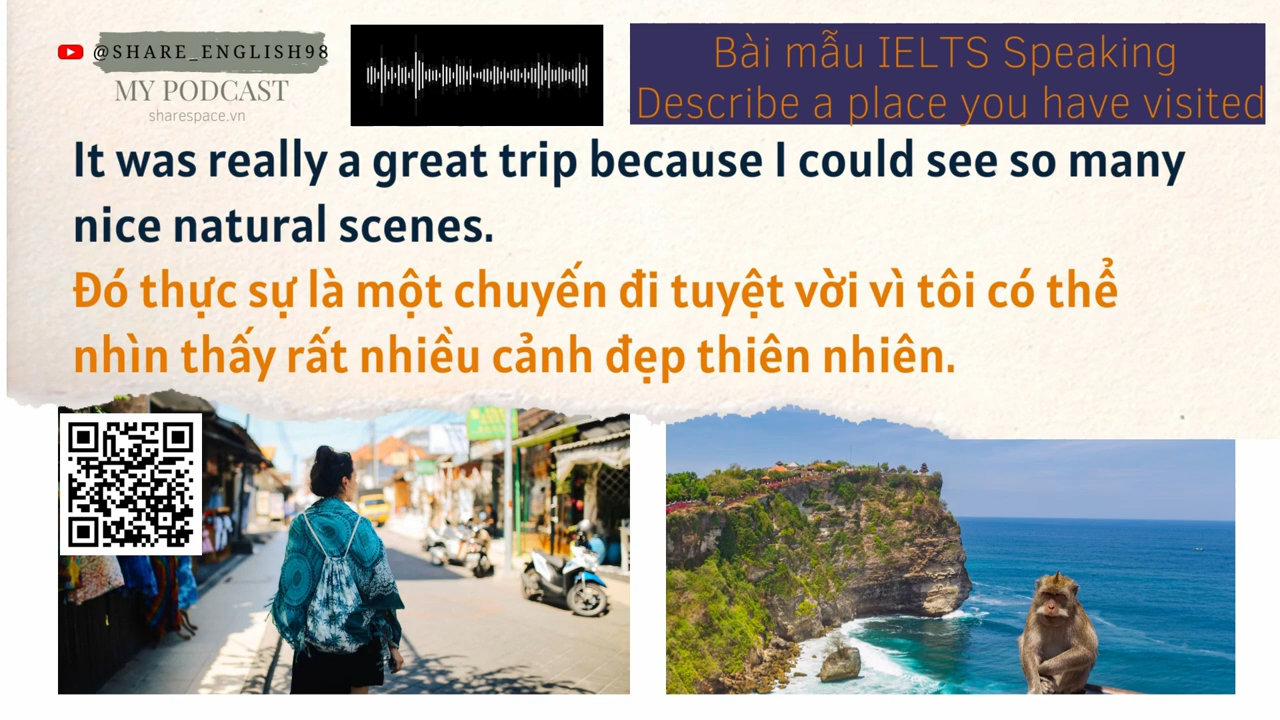 @SHARE_ENGLISH98
MY PODCAST
sharespace.vn
Bài mẫu IELTS Speaking
Describe a place you have visited
It was really a great trip because I could see so many
nice natural scenes.
Đó thực sự là một chuyến đi tuyệt vời vì tôi có thể
nhìn thấy rất nhiều cảnh đẹp thiên nhiên.